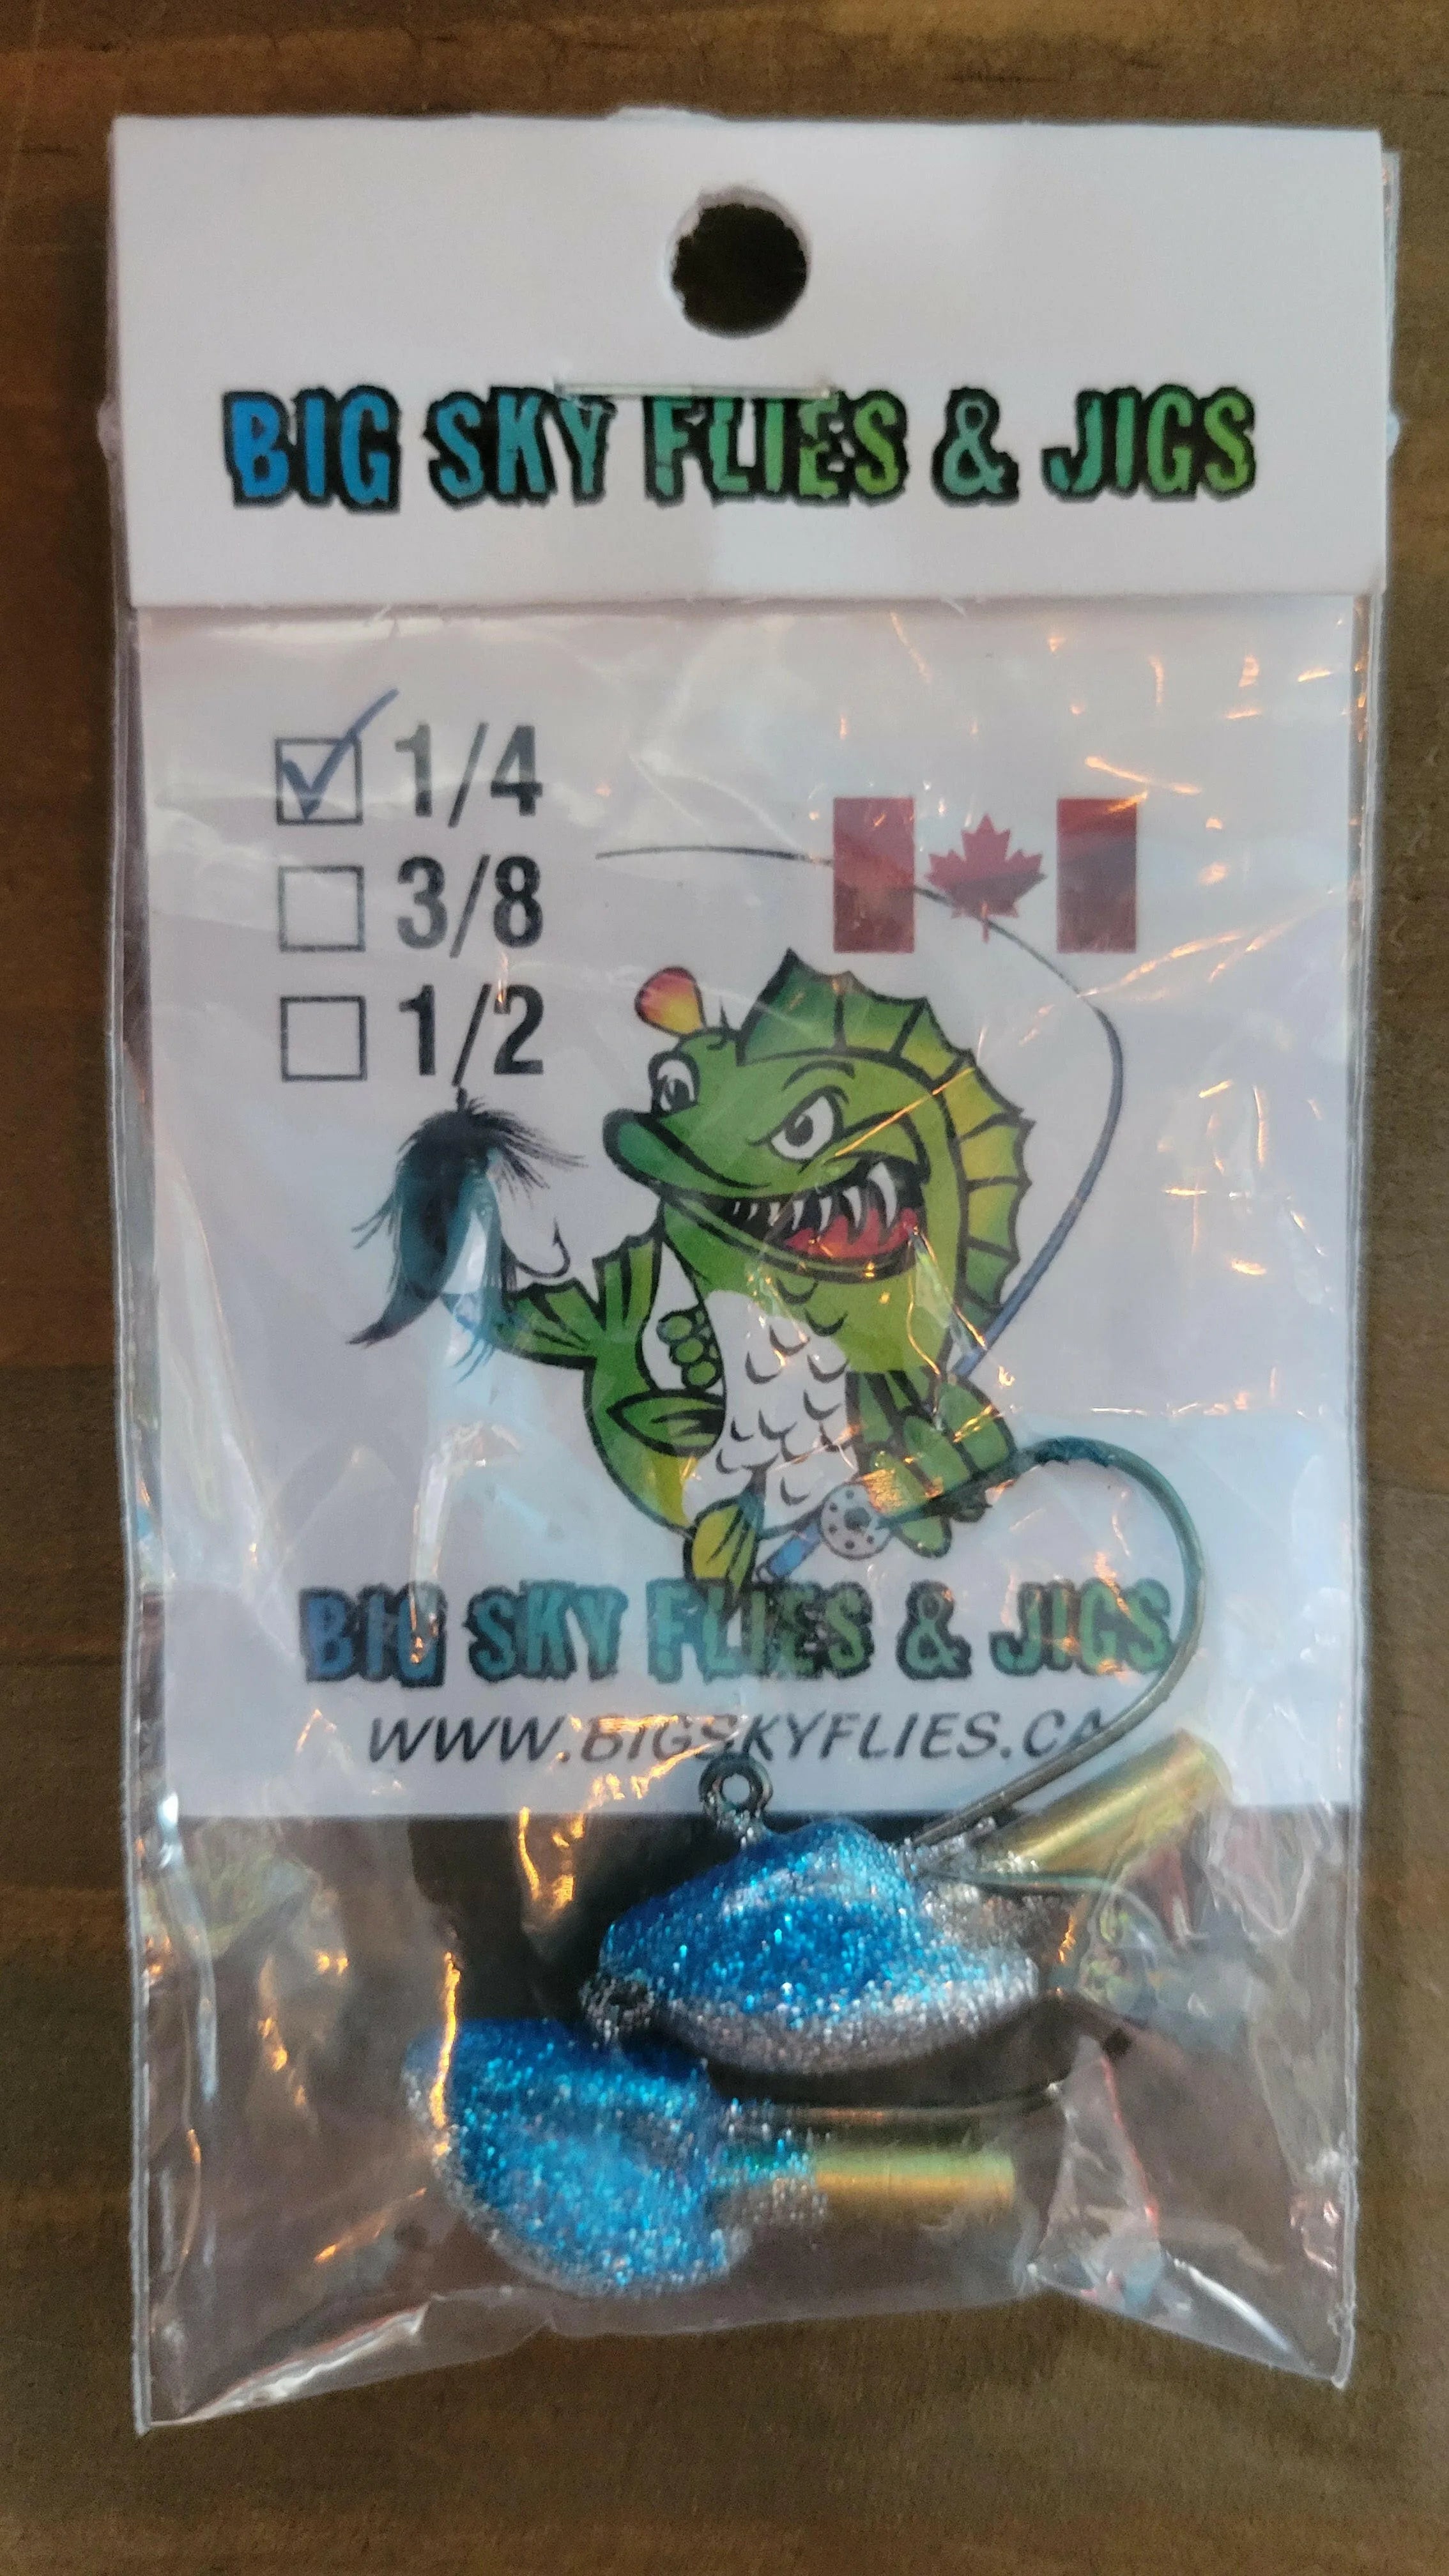 BIG SKY FLIES & JIGS
1/4
3/8
1/2
BIG SKY FLIES & JIGS
WWW.BIGSKYFLIES.CA